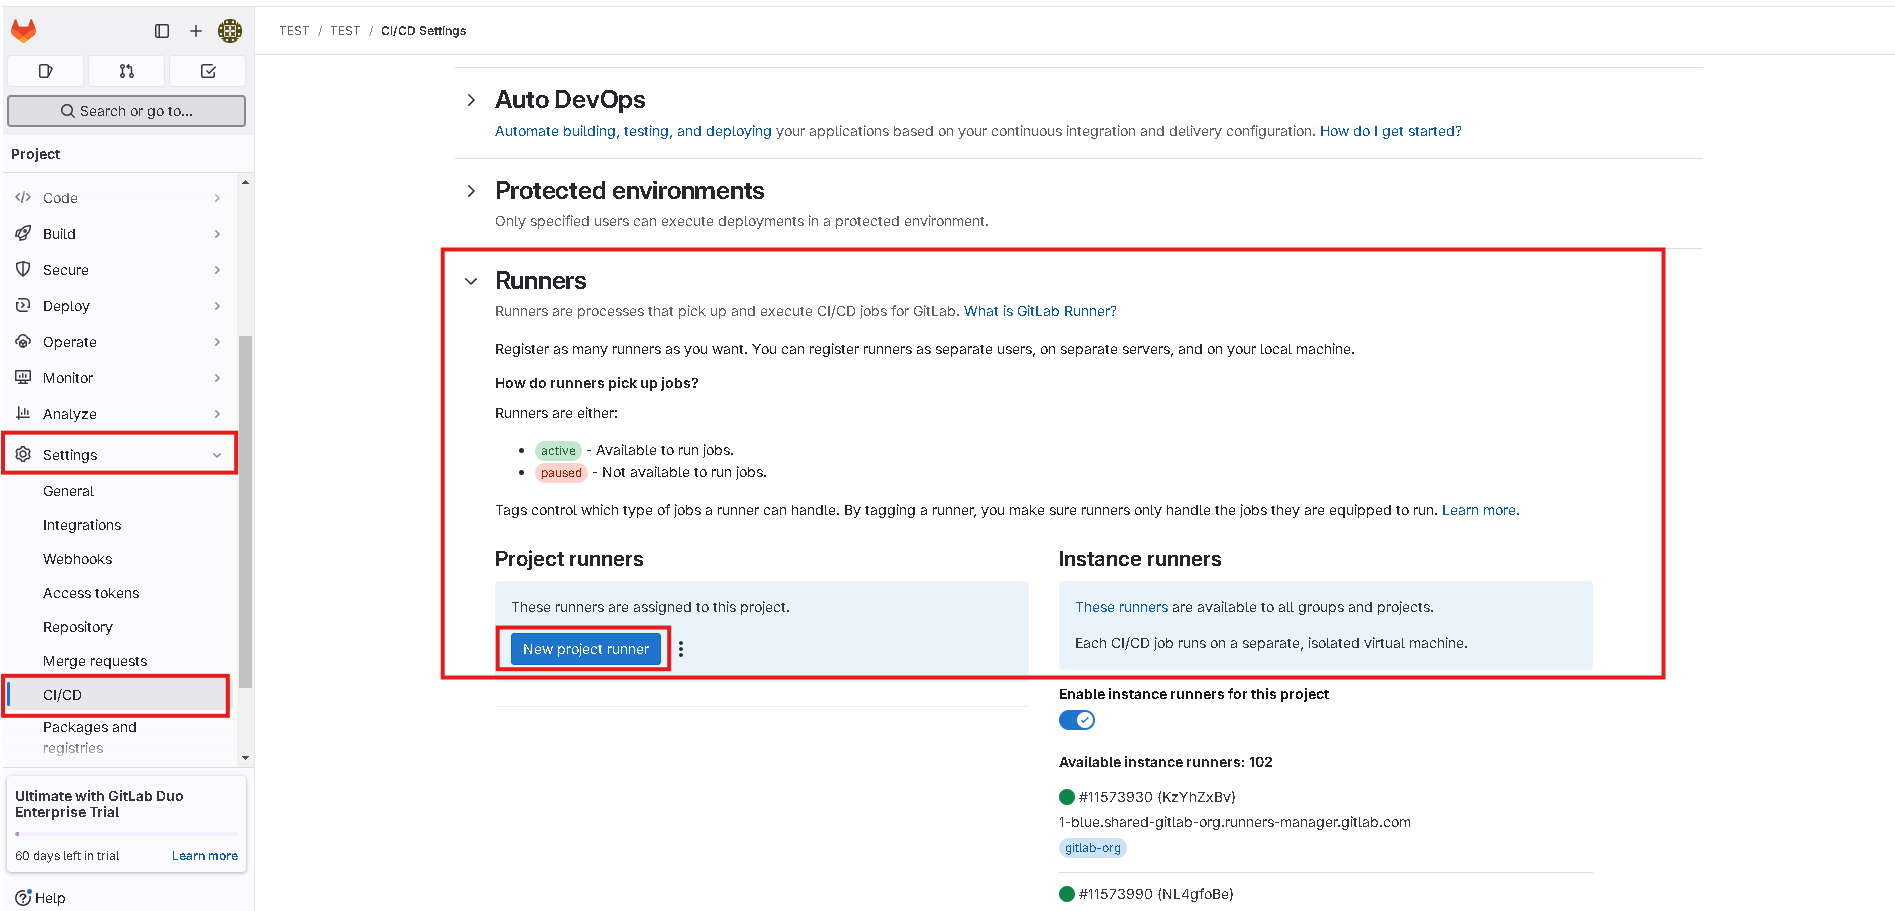 TEST / TEST / CI/CD Settings
Search or go to...
Project
Code
Build
Secure
Deploy
Operate
Monitor
Analyze
Settings
General
Integrations
Webhooks
Access tokens
Repository
Merge requests
CI/CD
Packages and
registries
Ultimate with GitLab Duo
Enterprise Trial
60 days left in trial Learn more
Help
Auto DevOps
Automate building, testing, and deploying your applications based on your continuous integration and delivery configuration. How do I get started?
Protected environments
Only specified users can execute deployments in a protected environment.
Runners
Runners are processes that pick up and execute CI/CD jobs for GitLab. What is GitLab Runner?
Register as many runners as you want. You can register runners as separate users, on separate servers, and on your local machine.
How do runners pick up jobs?
Runners are either:
active - Available to run jobs.
paused - Not available to run jobs.
Tags control which type of jobs a runner can handle. By tagging a runner, you make sure runners only handle the jobs they are equipped to run. Learn more.
Project runners
These runners are assigned to this project.
New project runner
Instance runners
These runners are available to all groups and projects.
Each CI/CD job runs on a separate, isolated virtual machine.
Enable instance runners for this project
Available instance runners: 102
#11573930 (KzYhZxBv)
1-blue.shared-gitlab-org.runners-manager.gitlab.com
gitlab-org
#11573990 (NL4gfoBe)